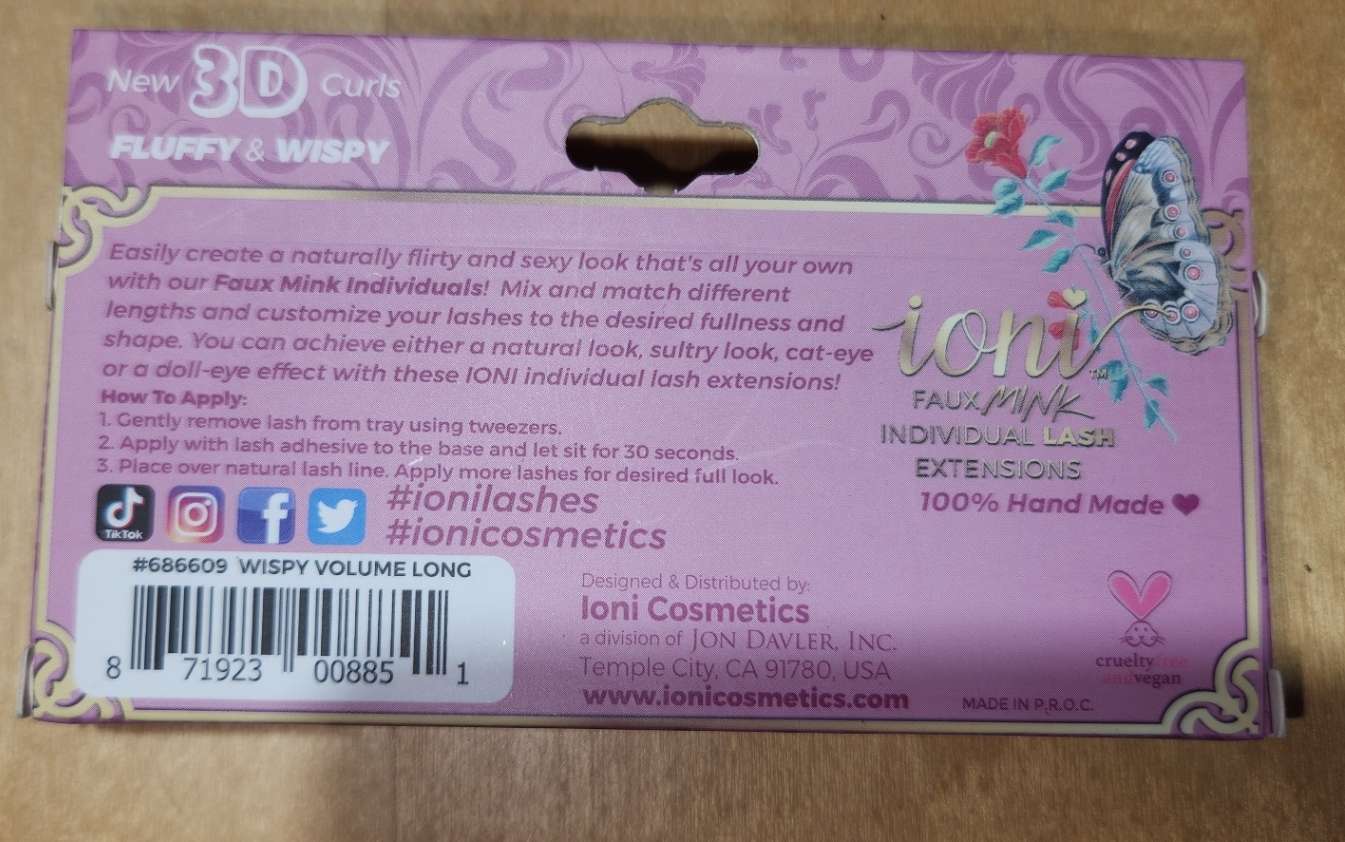 New 3D Curls
FLUFFY & WISPY
Easily create a naturally flirty and sexy look that's all your own
with our Faux Mink Individuals! Mix and match different
lengths and customize your lashes to the desired fullness and
shape. You can achieve either a natural look, sultry look, cat-eye
or a doll-eye effect with these IONI individual lash extensions!
How To Apply:
1. Gently remove lash from tray using tweezers.
2. Apply with lash adhesive to the base and let sit for 30 seconds.
3. Place over natural lash line. Apply more lashes for desired full look.
TikTok
#ionilashes
#ionicosmetics
ioni™
FAUX MINK
INDIVIDUAL LASH
EXTENSIONS
100% Hand Made
#686609 WISPY VOLUME LONG
8 71923 00885 1
Designed & Distributed by:
Ioni Cosmetics
a division of JON DAVLER, INC.
Temple City, CA 91780, USA
www.ionicosmetics.com
cruelty free
and vegan
MADE IN P.R.O.C.